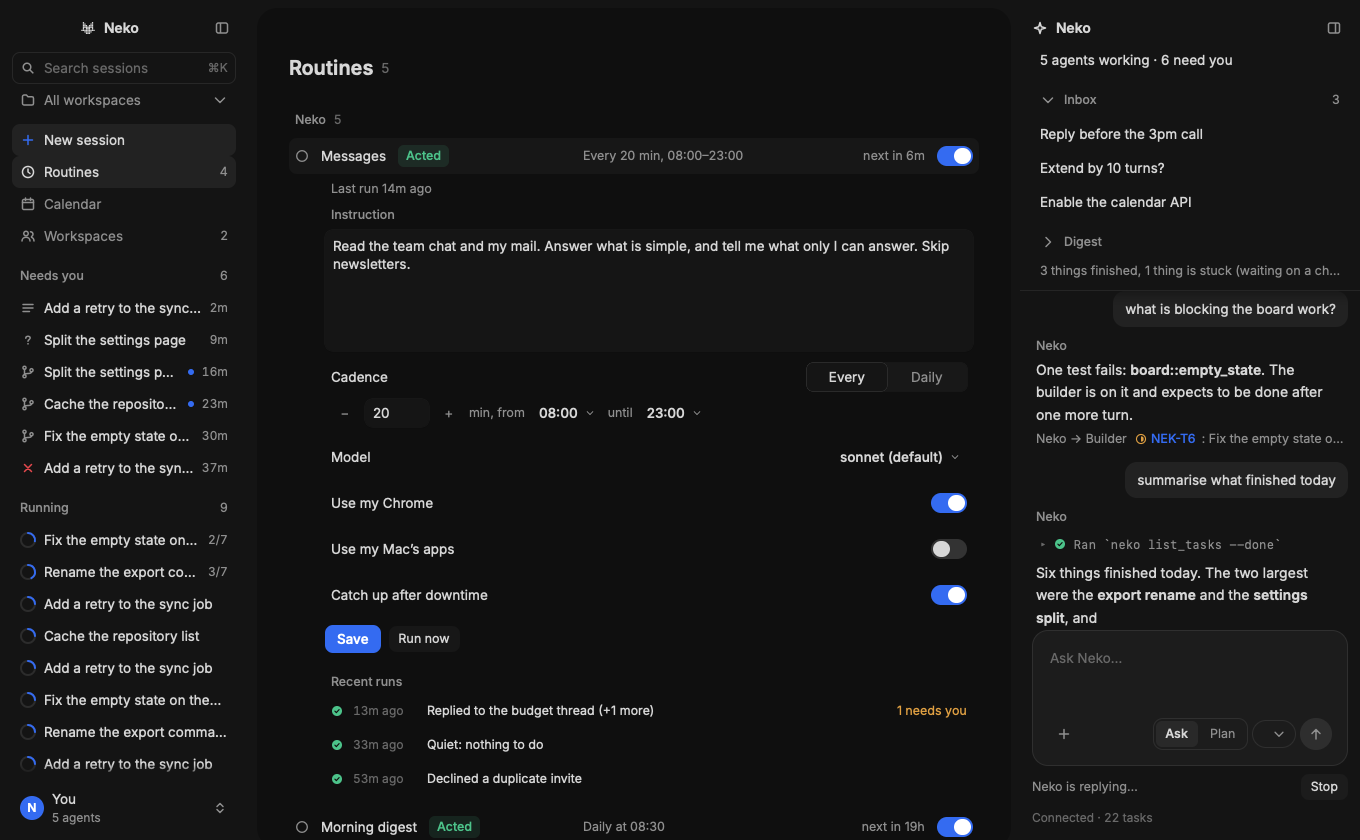 Neko
Search sessions ⌘K
All workspaces
New session
Routines 4
Calendar
Workspaces 2
Needs you 6
Add a retry to the sync... 2m
? Split the settings page 9m
Split the settings p... 16m
Cache the reposito... 23m
Fix the empty state o... 30m
Add a retry to the syn... 37m
Running 9
Fix the empty state on... 2/7
Rename the export co... 3/7
Add a retry to the sync job
Cache the repository list
Add a retry to the sync job
Fix the empty state on the...
Rename the export comma...
Add a retry to the sync job
N
You
5 agents
Routines 5
Neko 5
Messages Acted Every 20 min, 08:00–23:00 next in 6m
Last run 14m ago
Instruction
Read the team chat and my mail. Answer what is simple, and tell me what only I can answer. Skip
newsletters.
Cadence Every Daily
− 20 + min, from 08:00 until 23:00
Model sonnet (default)
Use my Chrome
Use my Mac’s apps
Catch up after downtime
Save Run now
Recent runs
13m ago Replied to the budget thread (+1 more) 1 needs you
33m ago Quiet: nothing to do
53m ago Declined a duplicate invite
Morning digest Acted Daily at 08:30 next in 19h
Neko
5 agents working · 6 need you
Inbox 3
Reply before the 3pm call
Extend by 10 turns?
Enable the calendar API
Digest
3 things finished, 1 thing is stuck (waiting on a ch...
what is blocking the board work?
Neko
One test fails: board::empty_state. The
builder is on it and expects to be done after
one more turn.
Neko → Builder NEK-T6 : Fix the empty state o...
summarise what finished today
Neko
Ran `neko list_tasks --done`
Six things finished today. The two largest
were the export rename and the settings
split, and
Ask Neko...
+ Ask Plan
Neko is replying... Stop
Connected · 22 tasks